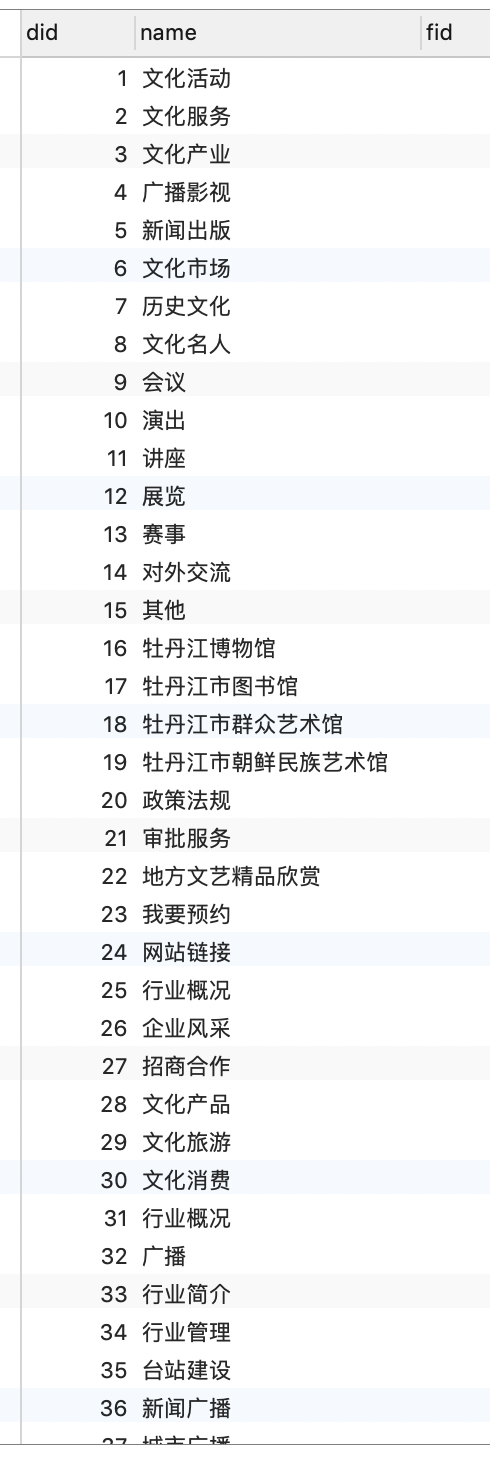 did name fid
1 文化活动
2 文化服务
3 文化产业
4 广播影视
5 新闻出版
6 文化市场
7 历史文化
8 文化名人
9 会议
10 演出
11 讲座
12 展览
13 赛事
14 对外交流
15 其他
16 牡丹江博物馆
17 牡丹江市图书馆
18 牡丹江市群众艺术馆
19 牡丹江市朝鲜民族艺术馆
20 政策法规
21 审批服务
22 地方文艺精品欣赏
23 我要预约
24 网站链接
25 行业概况
26 企业风采
27 招商合作
28 文化产品
29 文化旅游
30 文化消费
31 行业概况
32 广播
33 行业简介
34 行业管理
35 台站建设
36 新闻广播